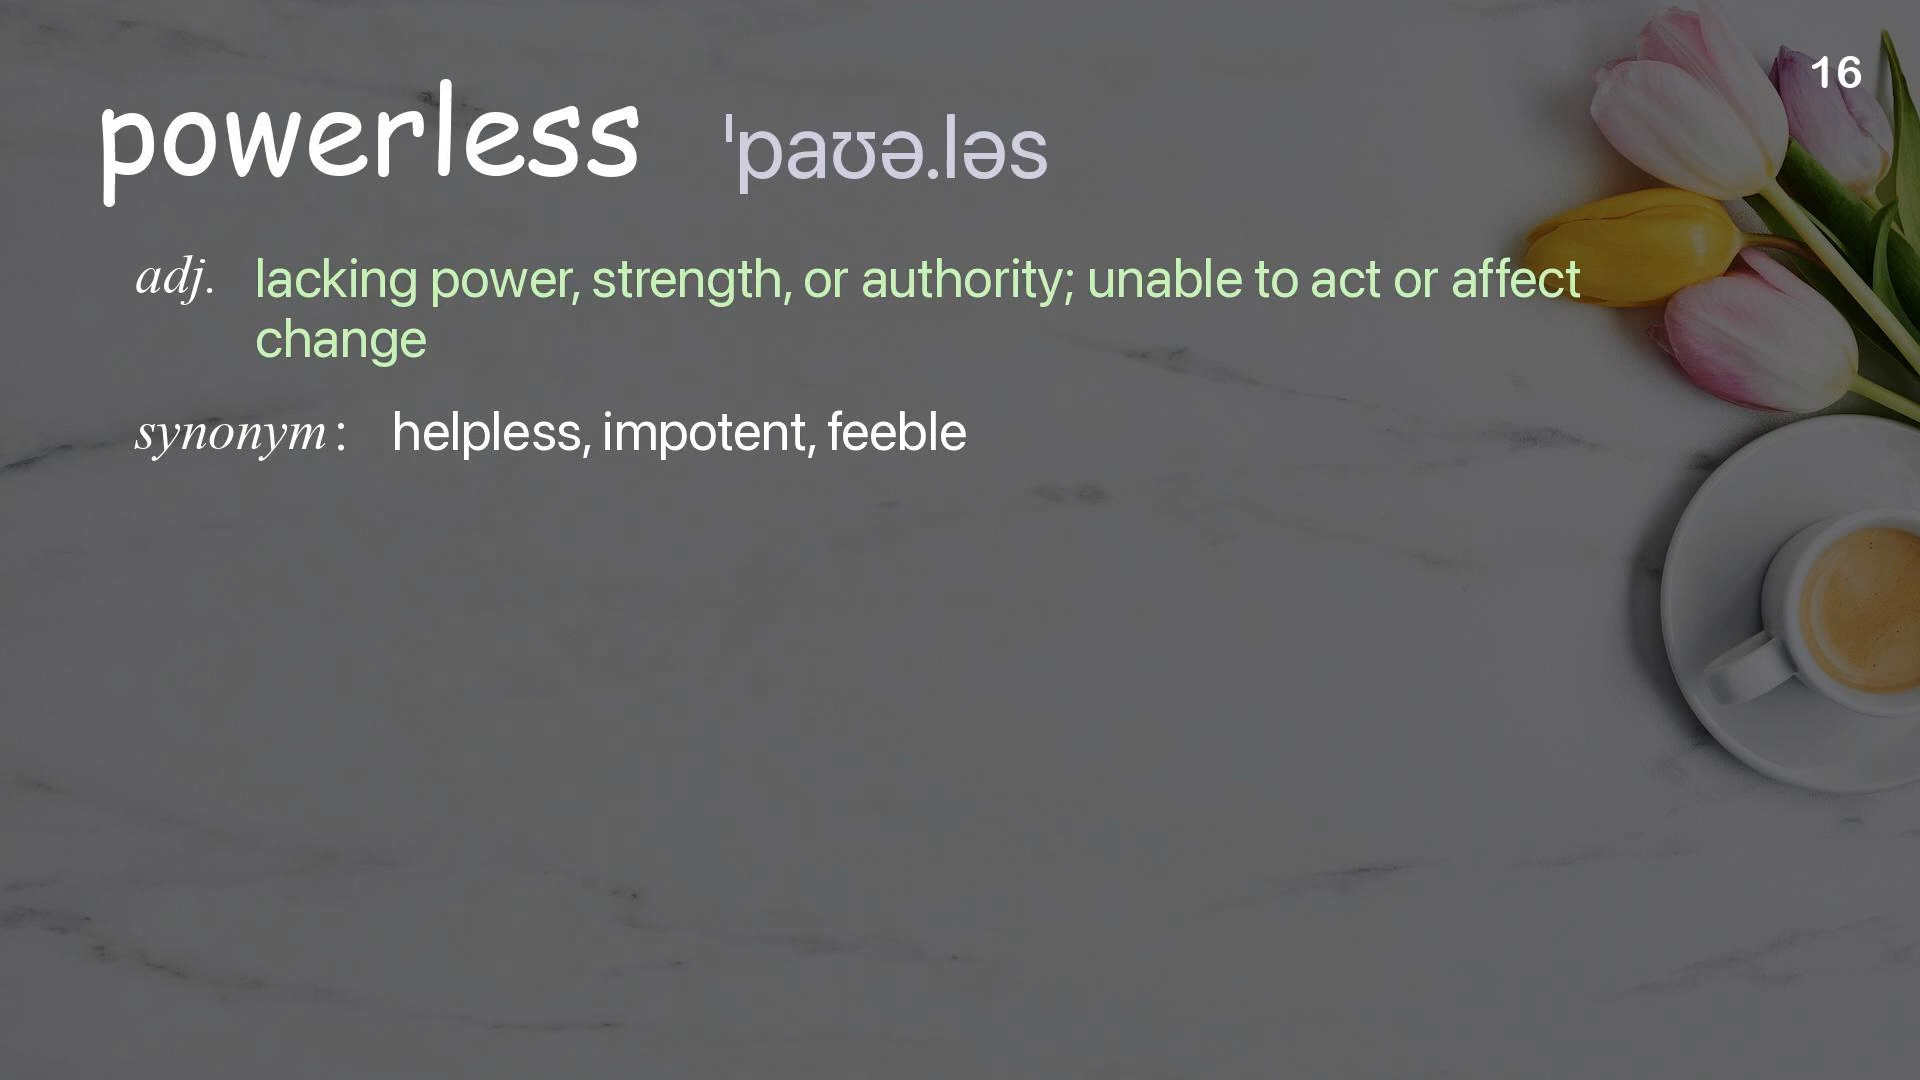 16
powerless ˈpaʊə.ləs
adj. lacking power, strength, or authority; unable to act or affect
change
synonym : helpless, impotent, feeble